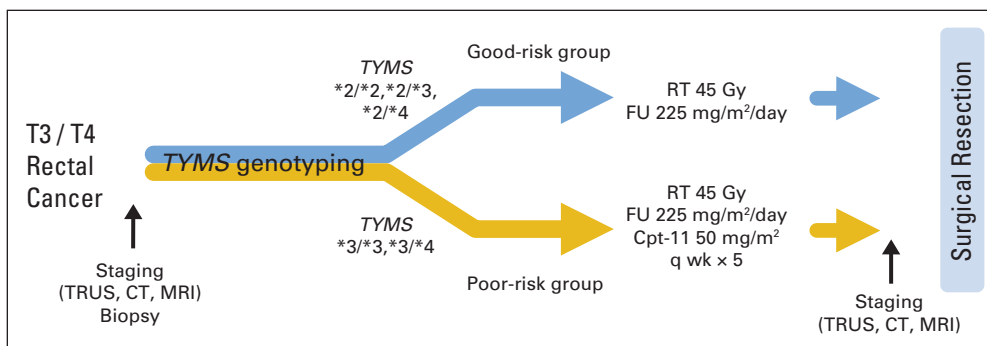 T3 / T4
Rectal
Cancer
Staging
(TRUS, CT, MRI)
Biopsy
TYMS genotyping
TYMS
*2/*2,*2/*3,
*2/*4
Good-risk group
RT 45 Gy
FU 225 mg/m²/day
TYMS
*3/*3,*3/*4
Poor-risk group
RT 45 Gy
FU 225 mg/m²/day
Cpt-11 50 mg/m²
q wk × 5
Staging
(TRUS, CT, MRI)
Surgical Resection